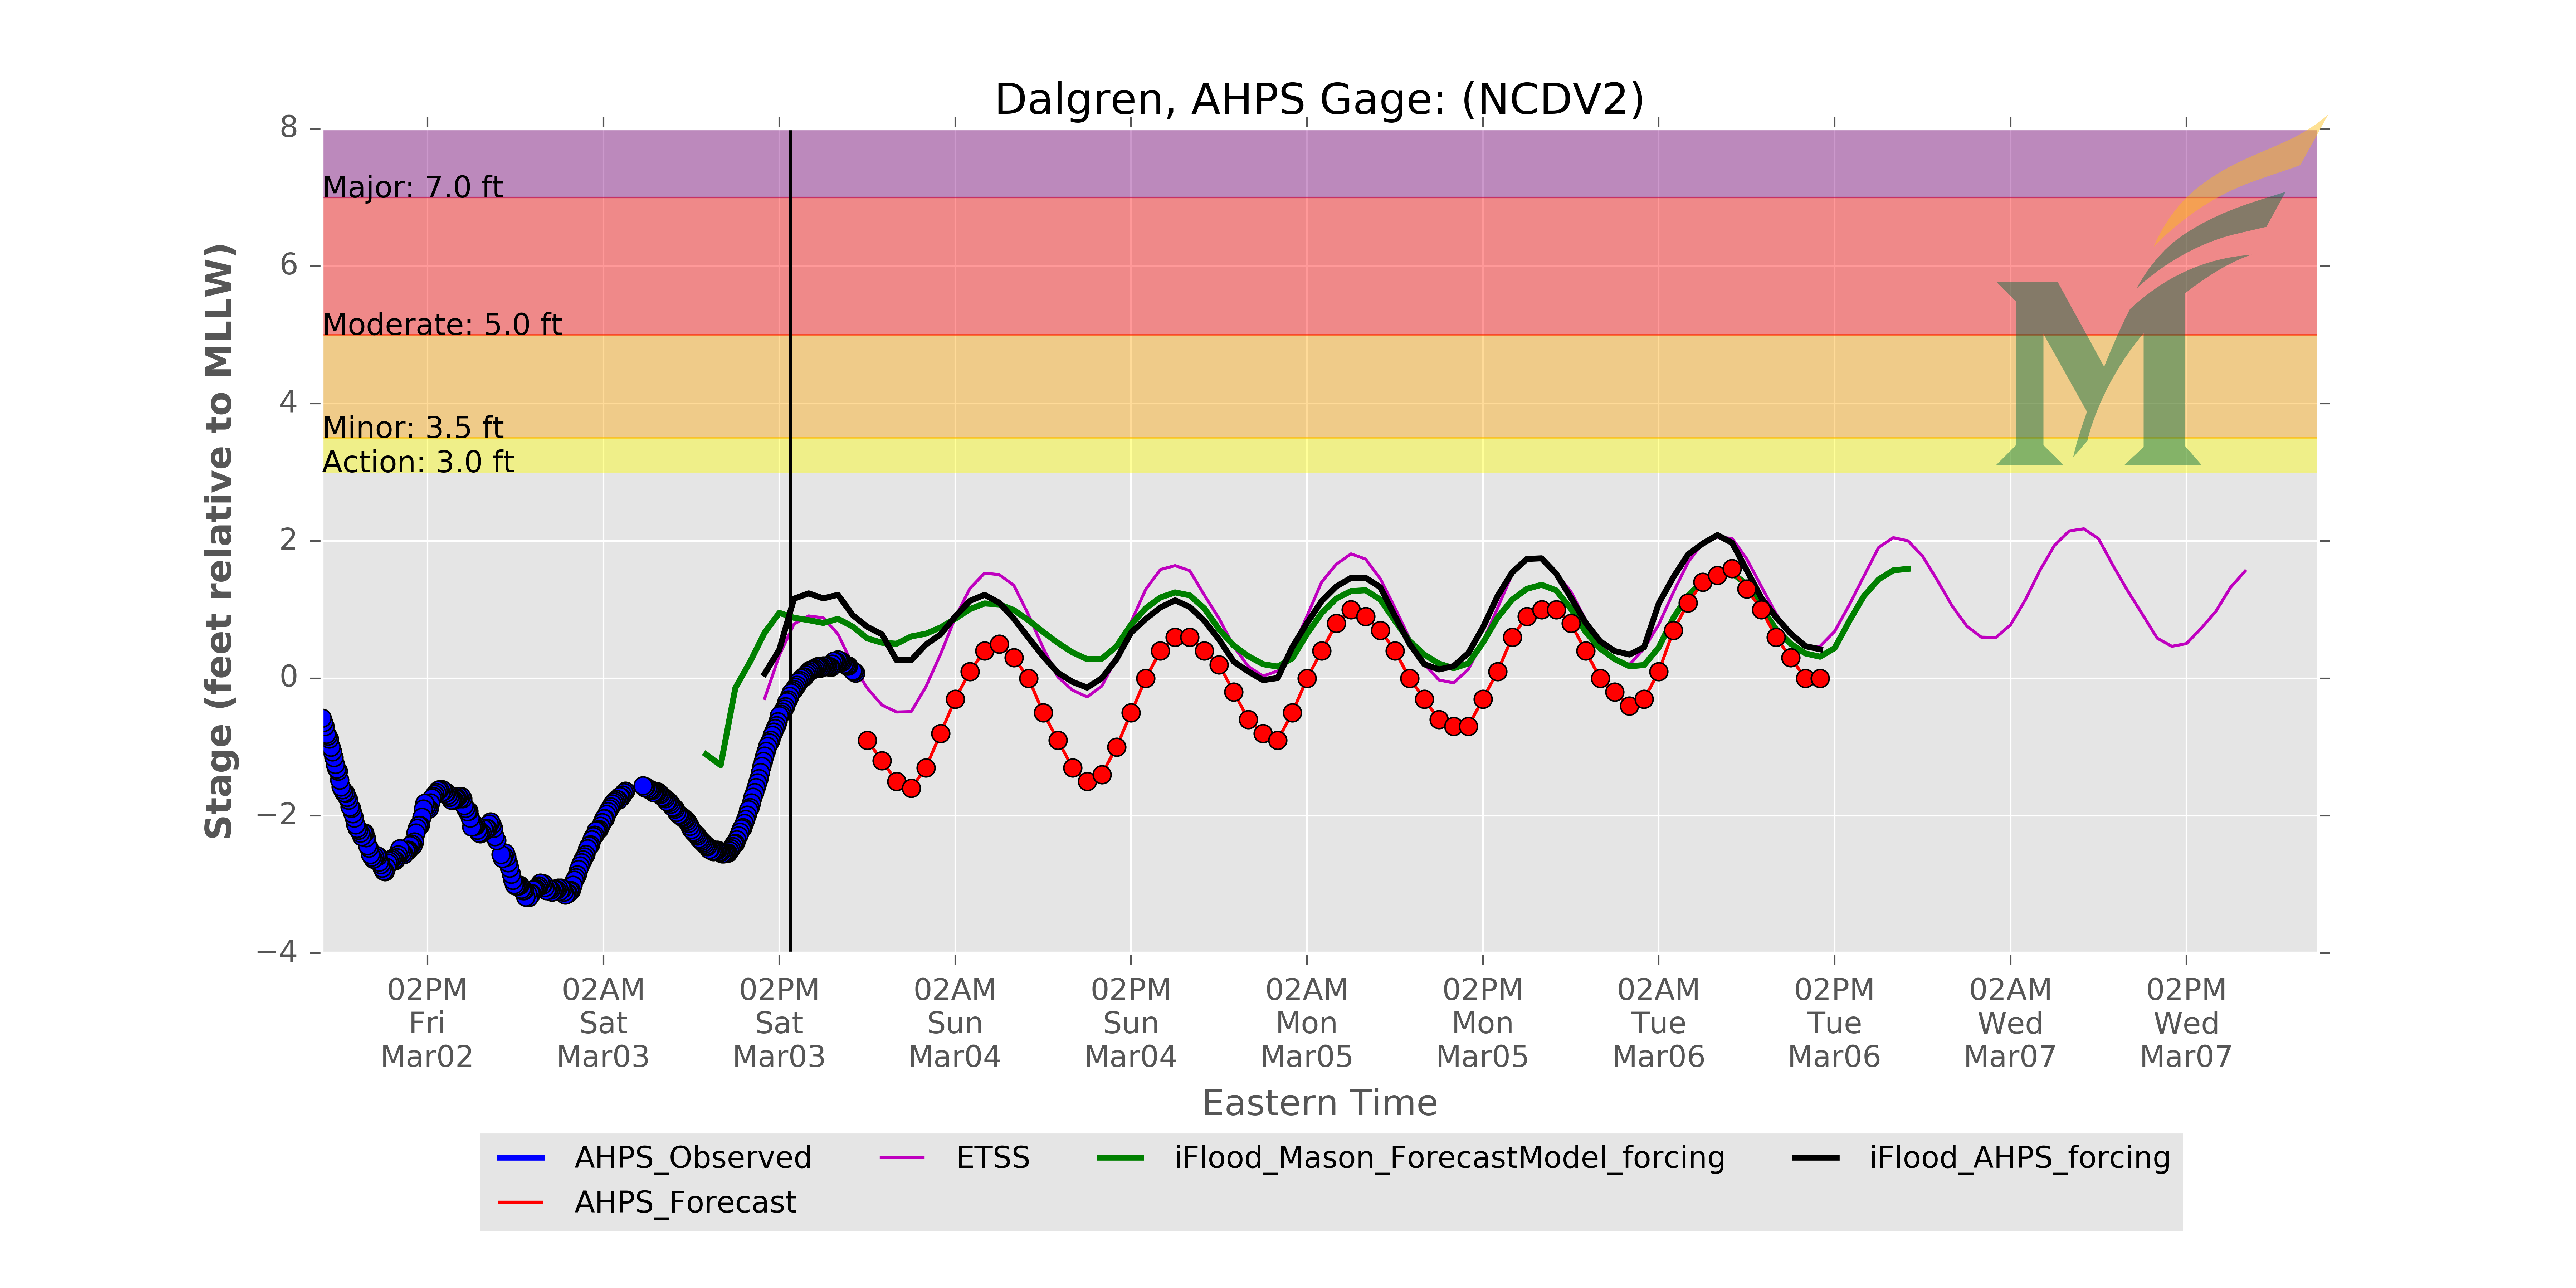 Dalgren, AHPS Gage: (NCDV2)
8
6
4
2
0
−2
−4
Stage (feet relative to MLLW)
Major: 7.0 ft
Moderate: 5.0 ft
Minor: 3.5 ft
Action: 3.0 ft
M
02PM 02AM 02PM 02AM 02PM 02AM 02PM 02AM 02PM 02AM 02PM
Fri Sat Sat Sun Sun Mon Mon Tue Tue Wed Wed
Mar02 Mar03 Mar03 Mar04 Mar04 Mar05 Mar05 Mar06 Mar06 Mar07 Mar07
Eastern Time
AHPS_Observed ETSS iFlood_Mason_ForecastModel_forcing iFlood_AHPS_forcing
AHPS_Forecast